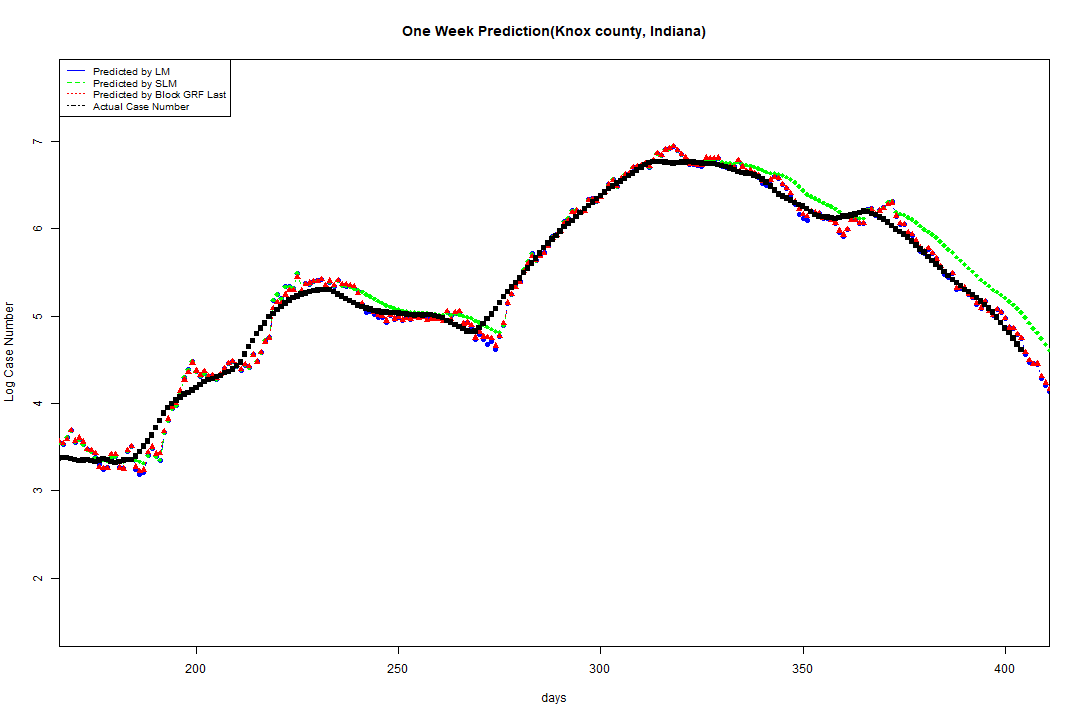 One Week Prediction(Knox county, Indiana)
Predicted by LM
Predicted by SLM
Predicted by Block GRF Last
Actual Case Number
7
6
5
4
3
2
Log Case Number
200 250 300 350 400
days